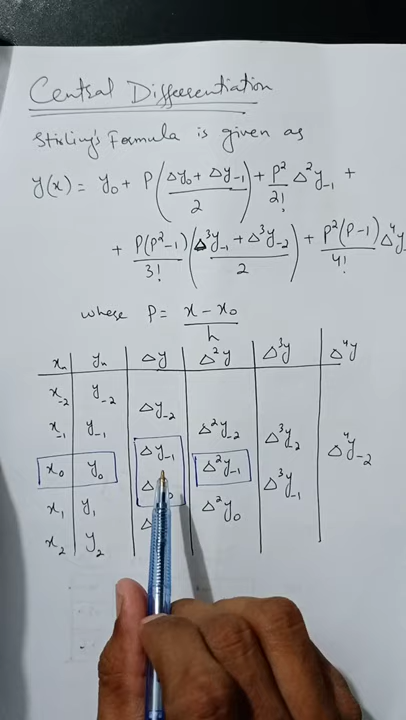 Central Differentiation
Stirling's Formula is given as
y(x) = y₀ + P (Δy₀ + Δy₋₁ / 2) + P²/2! Δ²y₋₁ +
+ P(P²-1)/3! (Δ³y₋₁ + Δ³y₋₂ / 2) + P²(P-1)/4! Δ⁴y
where P = x - x₀ / h
xₙ yₙ Δy Δ²y Δ³y Δ⁴y
x₋₂ y₋₂
Δy₋₂
x₋₁ y₋₁ Δ²y₋₂
Δy₋₁ Δ³y₂
x₀ y₀ Δ²y₋₁ Δ⁴y₋₂
Δ³y₋₁
x₁ y₁ Δ²y₀
x₂ y₂